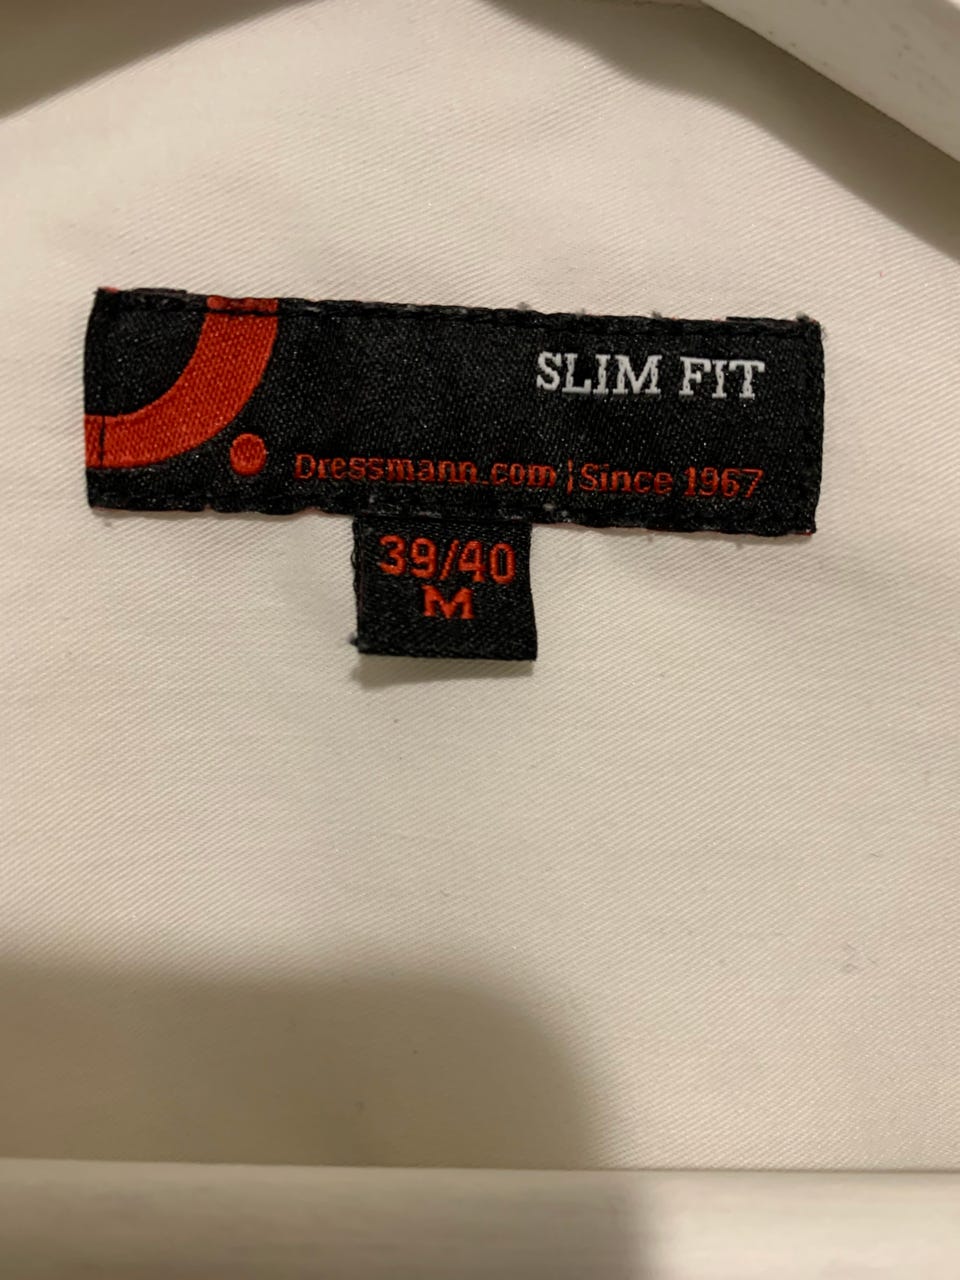 SLIM FIT
Dressmann.com | Since 1967
39/40
M